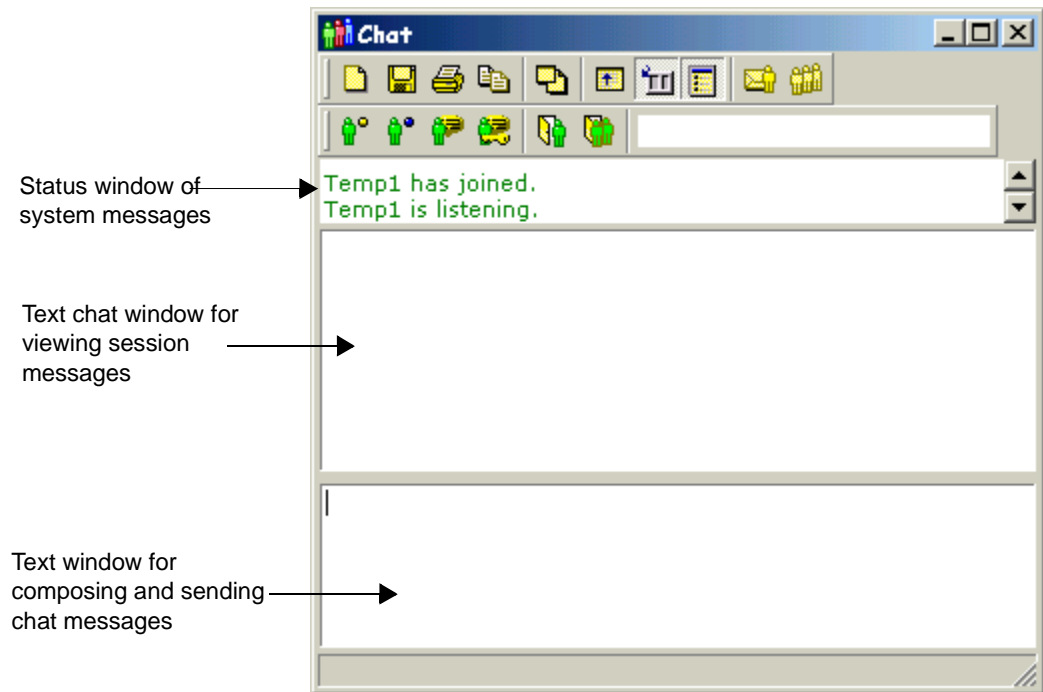 Chat
Status window of
system messages
Temp1 has joined.
Temp1 is listening.
Text chat window for
viewing session
messages
Text window for
composing and sending
chat messages